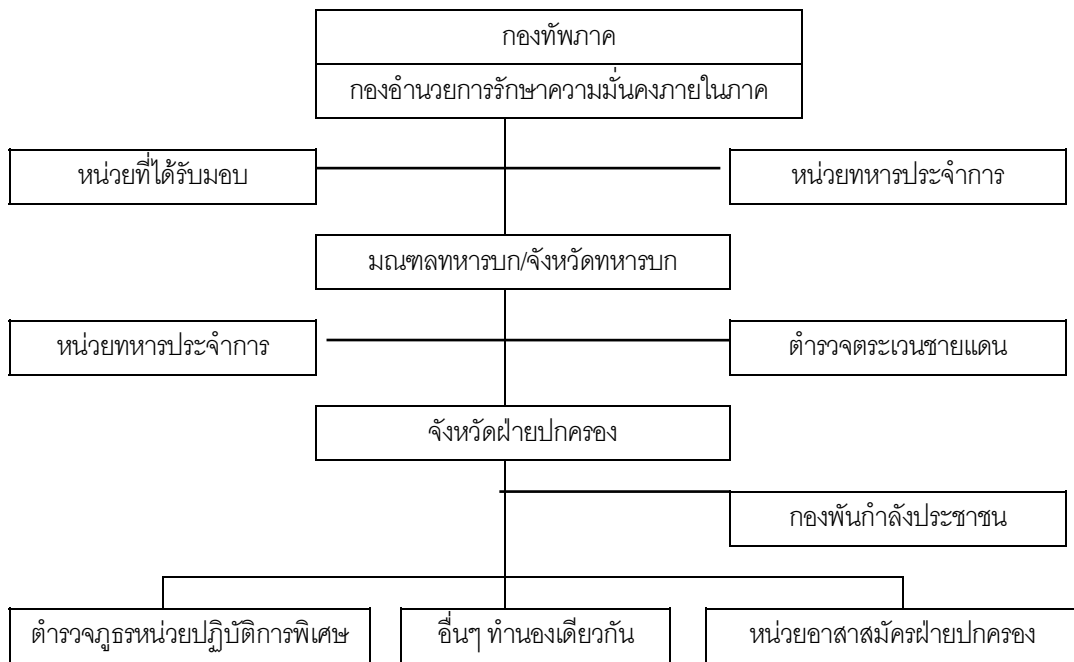 กองทัพภาค
กองอำนวยการรักษาความมั่นคงภายในภาค
หน่วยที่ได้รับมอบ
หน่วยทหารประจำการ
มณฑลทหารบก/จังหวัดทหารบก
หน่วยทหารประจำการ
ตำรวจตระเวนชายแดน
จังหวัดฝ่ายปกครอง
กองพันกำลังประชาชน
ตำรวจภูธรหน่วยปฏิบัติการพิเศษ
อื่นๆ ทำนองเดียวกัน
หน่วยอาสาสมัครฝ่ายปกครอง